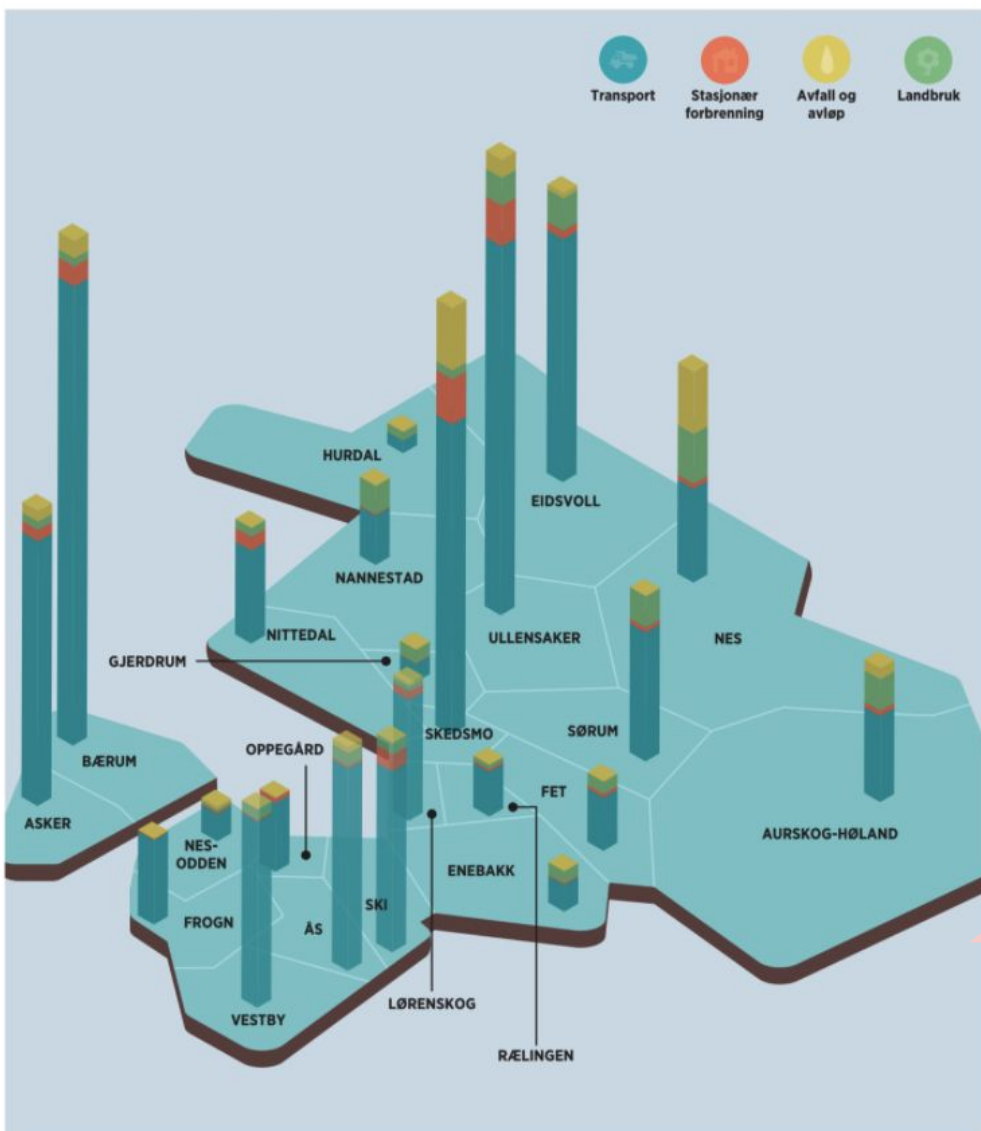 Transport
Stasjonær
forbrenning
Avfall og
avløp
Landbruk
HURDAL
EIDSVOLL
NANNESTAD
NITTEDAL
ULLENSAKER
NES
GJERDRUM
SKEDSMO
SØRUM
OPPEGÅRD
BÆRUM
FET
ASKER
AURSKOG-HØLAND
NES-
ODDEN
ENEBAKK
SKI
FROGN
ÅS
LØRENSKOG
VESTBY
RÆLINGEN